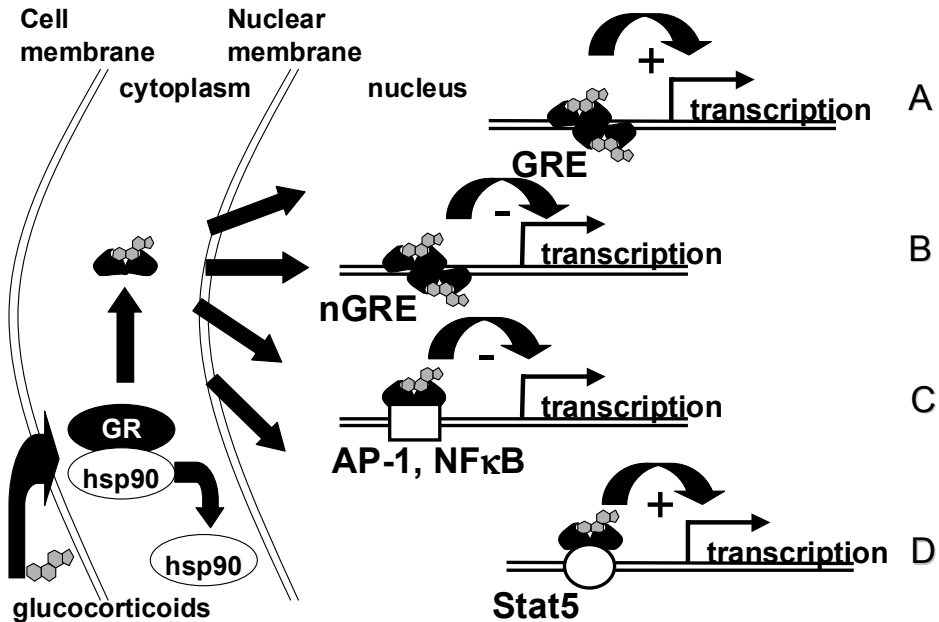 Cell
membrane
Nuclear
membrane
cytoplasm
nucleus
+
transcription
A
GRE
-
transcription
B
nGRE
-
transcription
C
AP-1, NFκB
GR
hsp90
hsp90
glucocorticoids
+
transcription
D
Stat5